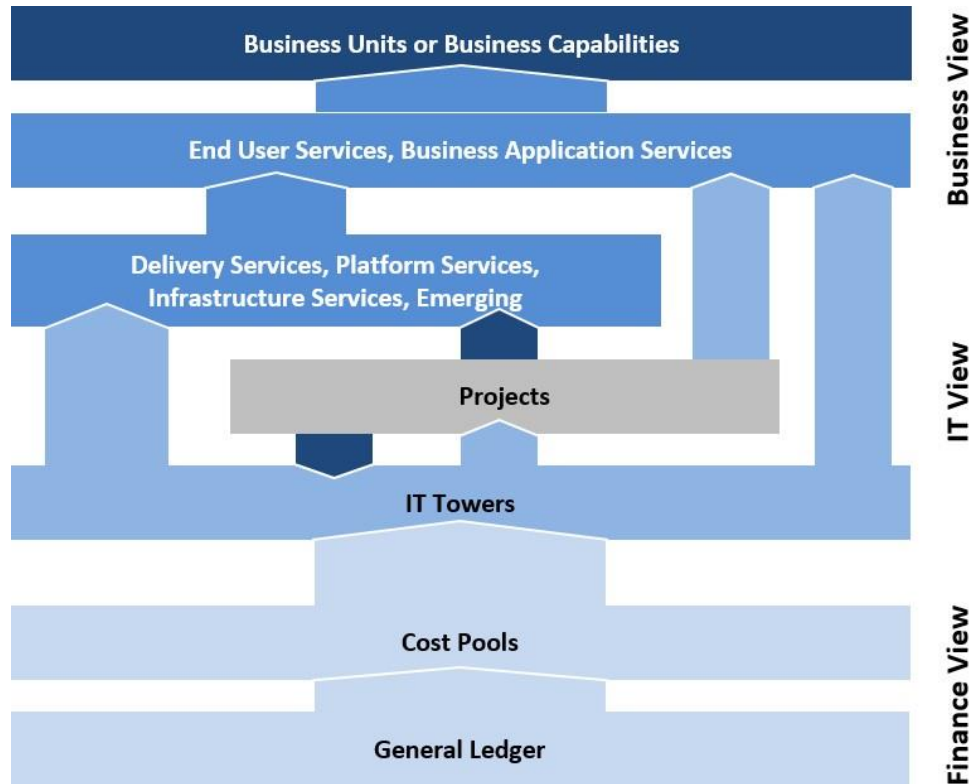 Business Units or Business Capabilities
End User Services, Business Application Services
Delivery Services, Platform Services,
Infrastructure Services, Emerging
Projects
IT Towers
Cost Pools
General Ledger
Business View
IT View
Finance View